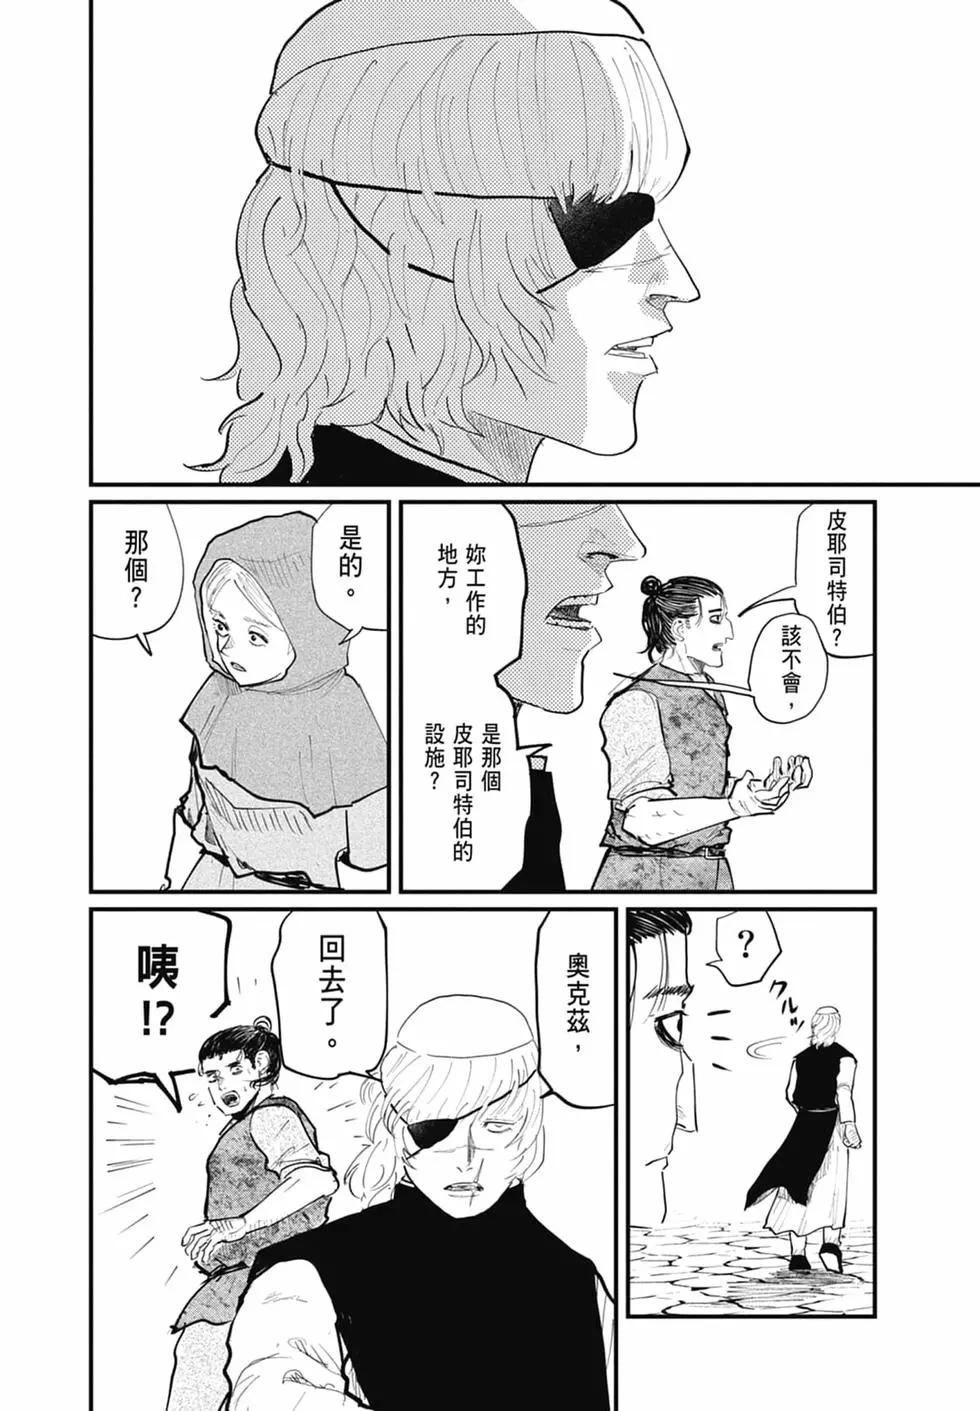 皮耶司特伯？
該不會，
妳工作的
地方，
是那個
皮耶司特伯的
設施？
是的。
那個？
？
クルッ
奧克茲，
回去了。
咦
!?